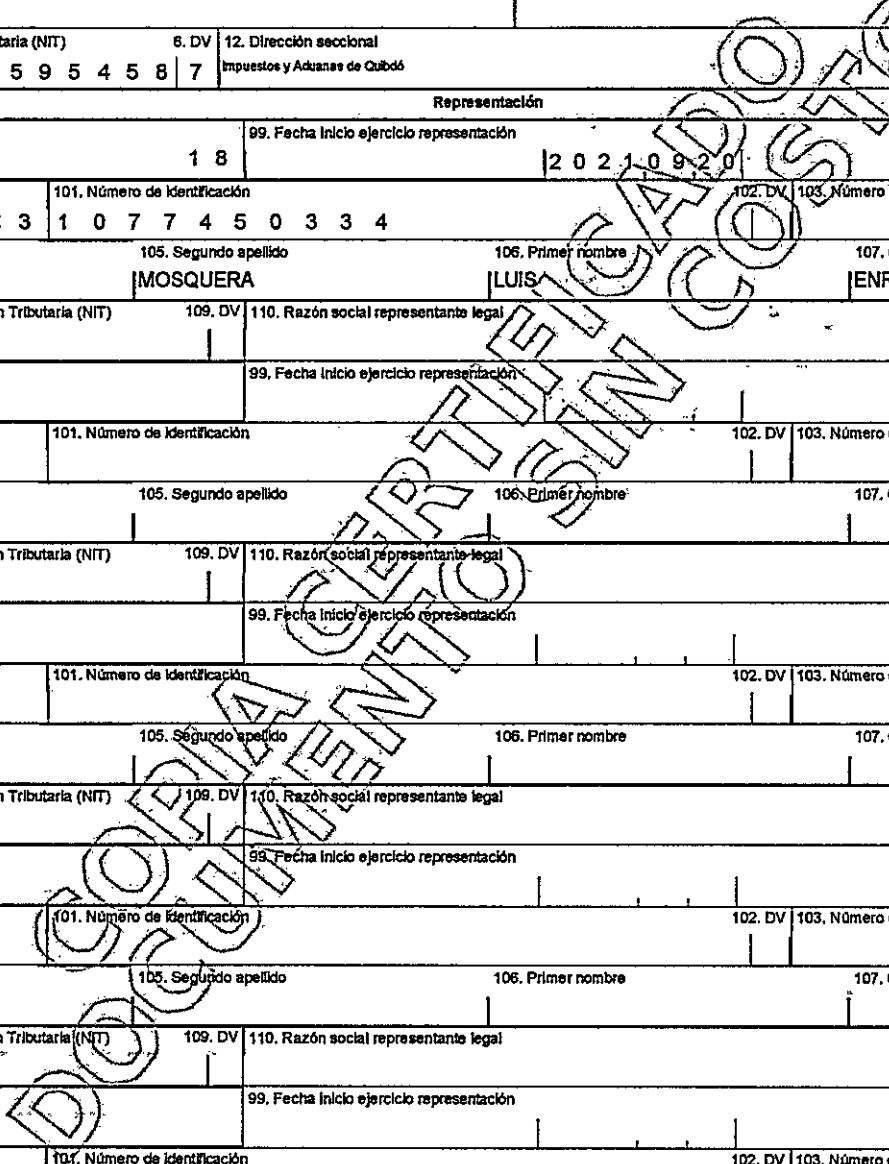 taria (NIT) 6. DV 12. Dirección seccional
5 9 5 4 5 8 7 Impuestos y Aduanas de Quibdó
Representación
99. Fecha inicio ejercicio representación
1 8 2 0 2 1 0 9 2 0
101. Número de identificación 102. DV 103. Número
3 1 0 7 7 4 5 0 3 3 4
105. Segundo apellido 106. Primer nombre 107.
MOSQUERA LUIS ENR
n Tributaria (NIT) 109. DV 110. Razón social representante legal
99. Fecha inicio ejercicio representación
101. Número de identificación 102. DV 103. Número
105. Segundo apellido 106. Primer nombre 107.
n Tributaria (NIT) 109. DV 110. Razón social representante legal
99. Fecha inicio ejercicio representación
101. Número de identificación 102. DV 103. Número
105. Segundo apellido 106. Primer nombre 107.
n Tributaria (NIT) 109. DV 110. Razón social representante legal
99. Fecha inicio ejercicio representación
101. Número de identificación 102. DV 103. Número
105. Segundo apellido 106. Primer nombre 107.
n Tributaria (NIT) 109. DV 110. Razón social representante legal
99. Fecha inicio ejercicio representación
101. Número de identificación 102. DV 103. Número
COPIA CERTIFICADO
DOCUMENTO SIN COSTO